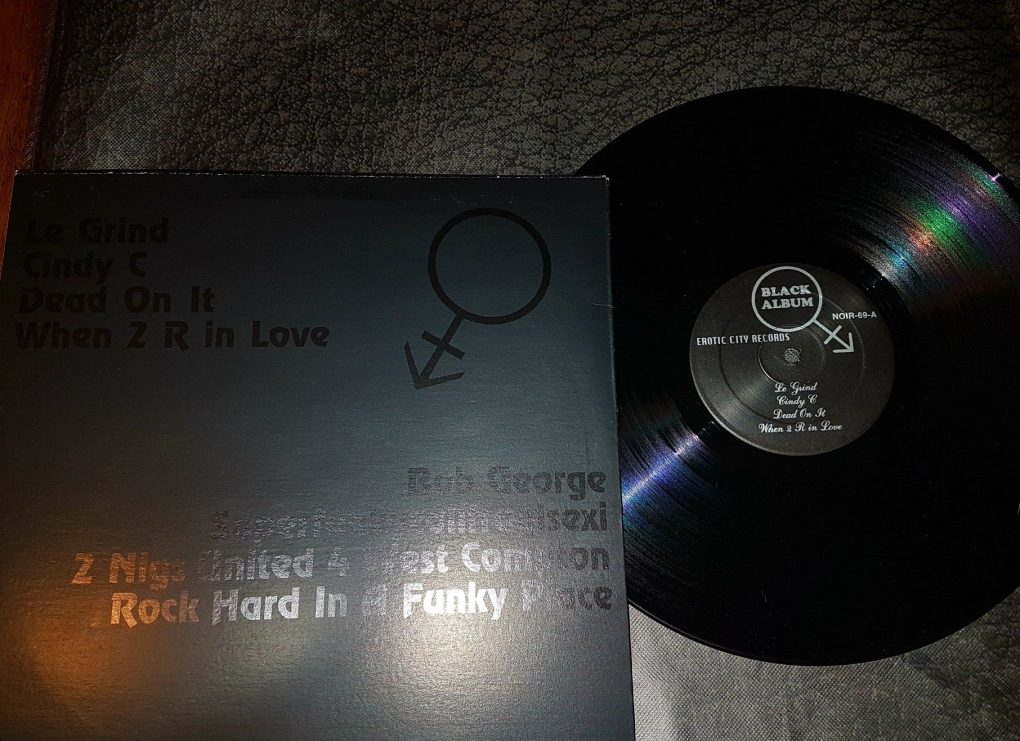 Le Grind
Cindy C
Dead On It
When 2 R in Love
Bob George
2 Nigs United 4 West Compton
Rock Hard In A Funky Place
BLACK
ALBUM
NOIR-69-A
EROTIC CITY RECORDS
Le Grind
Cindy C
Dead On It
When 2 R in Love